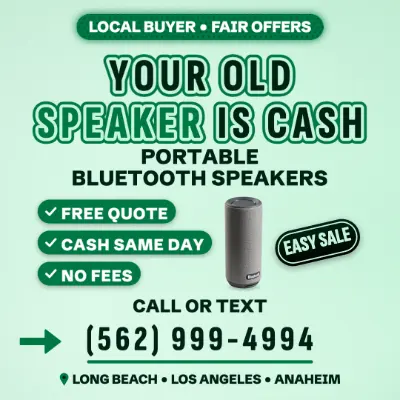 LOCAL BUYER • FAIR OFFERS
YOUR OLD
SPEAKER IS CASH
PORTABLE
BLUETOOTH SPEAKERS
✓ FREE QUOTE
✓ CASH SAME DAY
✓ NO FEES
EASY SALE
CALL OR TEXT
→ (562) 999-4994
LONG BEACH • LOS ANGELES • ANAHEIM